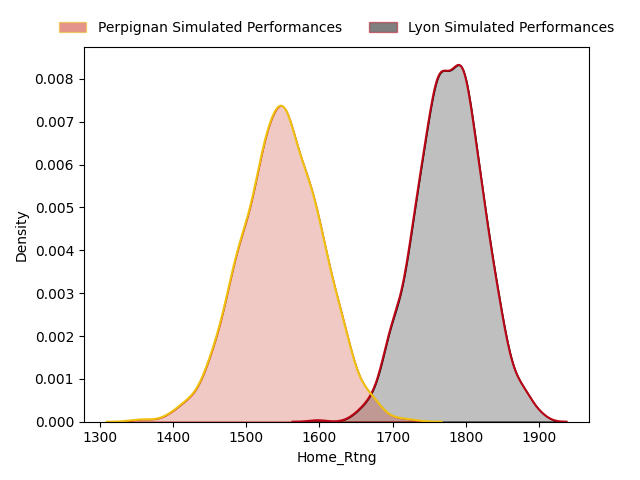 Perpignan Simulated Performances Lyon Simulated Performances
0.008
0.007
0.006
0.005
0.004
0.003
0.002
0.001
0.000
Density
1300 1400 1500 1600 1700 1800 1900
Home_Rtng